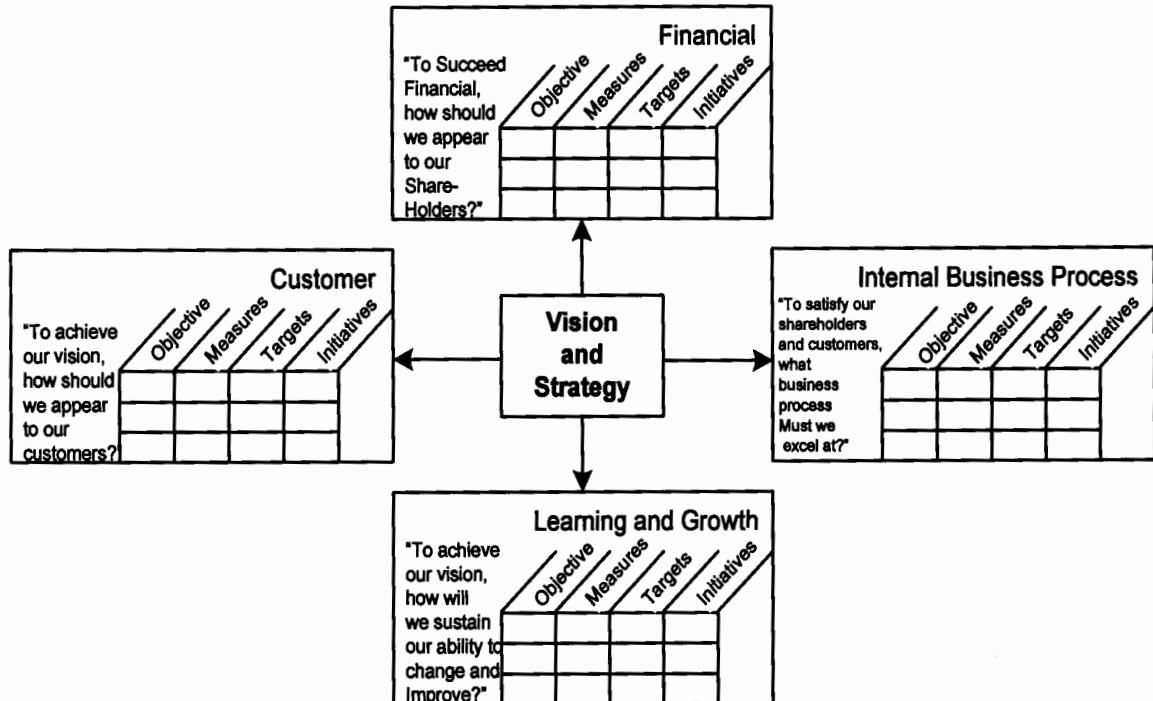 Financial
"To Succeed
Financial,
how should
we appear
to our
Share-
Holders?"
Objective
Measures
Targets
Initiatives
Customer
"To achieve
our vision,
how should
we appear
to our
customers?"
Objective
Measures
Targets
Initiatives
Vision
and
Strategy
Internal Business Process
"To satisfy our
shareholders
and customers,
what
business
process
Must we
excel at?"
Objective
Measures
Targets
Initiatives
Learning and Growth
"To achieve
our vision,
how will
we sustain
our ability to
change and
Improve?"
Objective
Measures
Targets
Initiatives